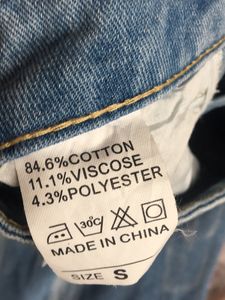 84.6%COTTON
11.1%VISCOSE
4.3%POLYESTER
30°C
MADE IN CHINA
SIZE S